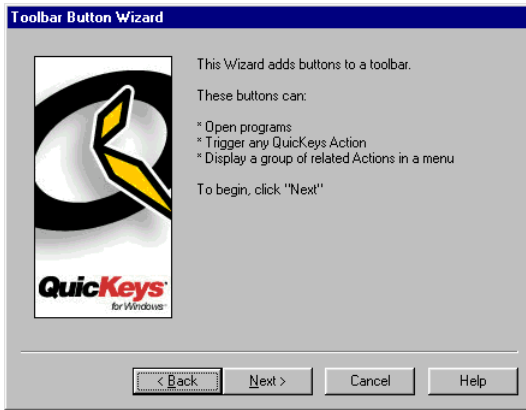 Toolbar Button Wizard
This Wizard adds buttons to a toolbar.
These buttons can:
* Open programs
* Trigger any QuicKeys Action
* Display a group of related Actions in a menu
To begin, click "Next"
QuicKeys
for Windows
< Back
Next >
Cancel
Help